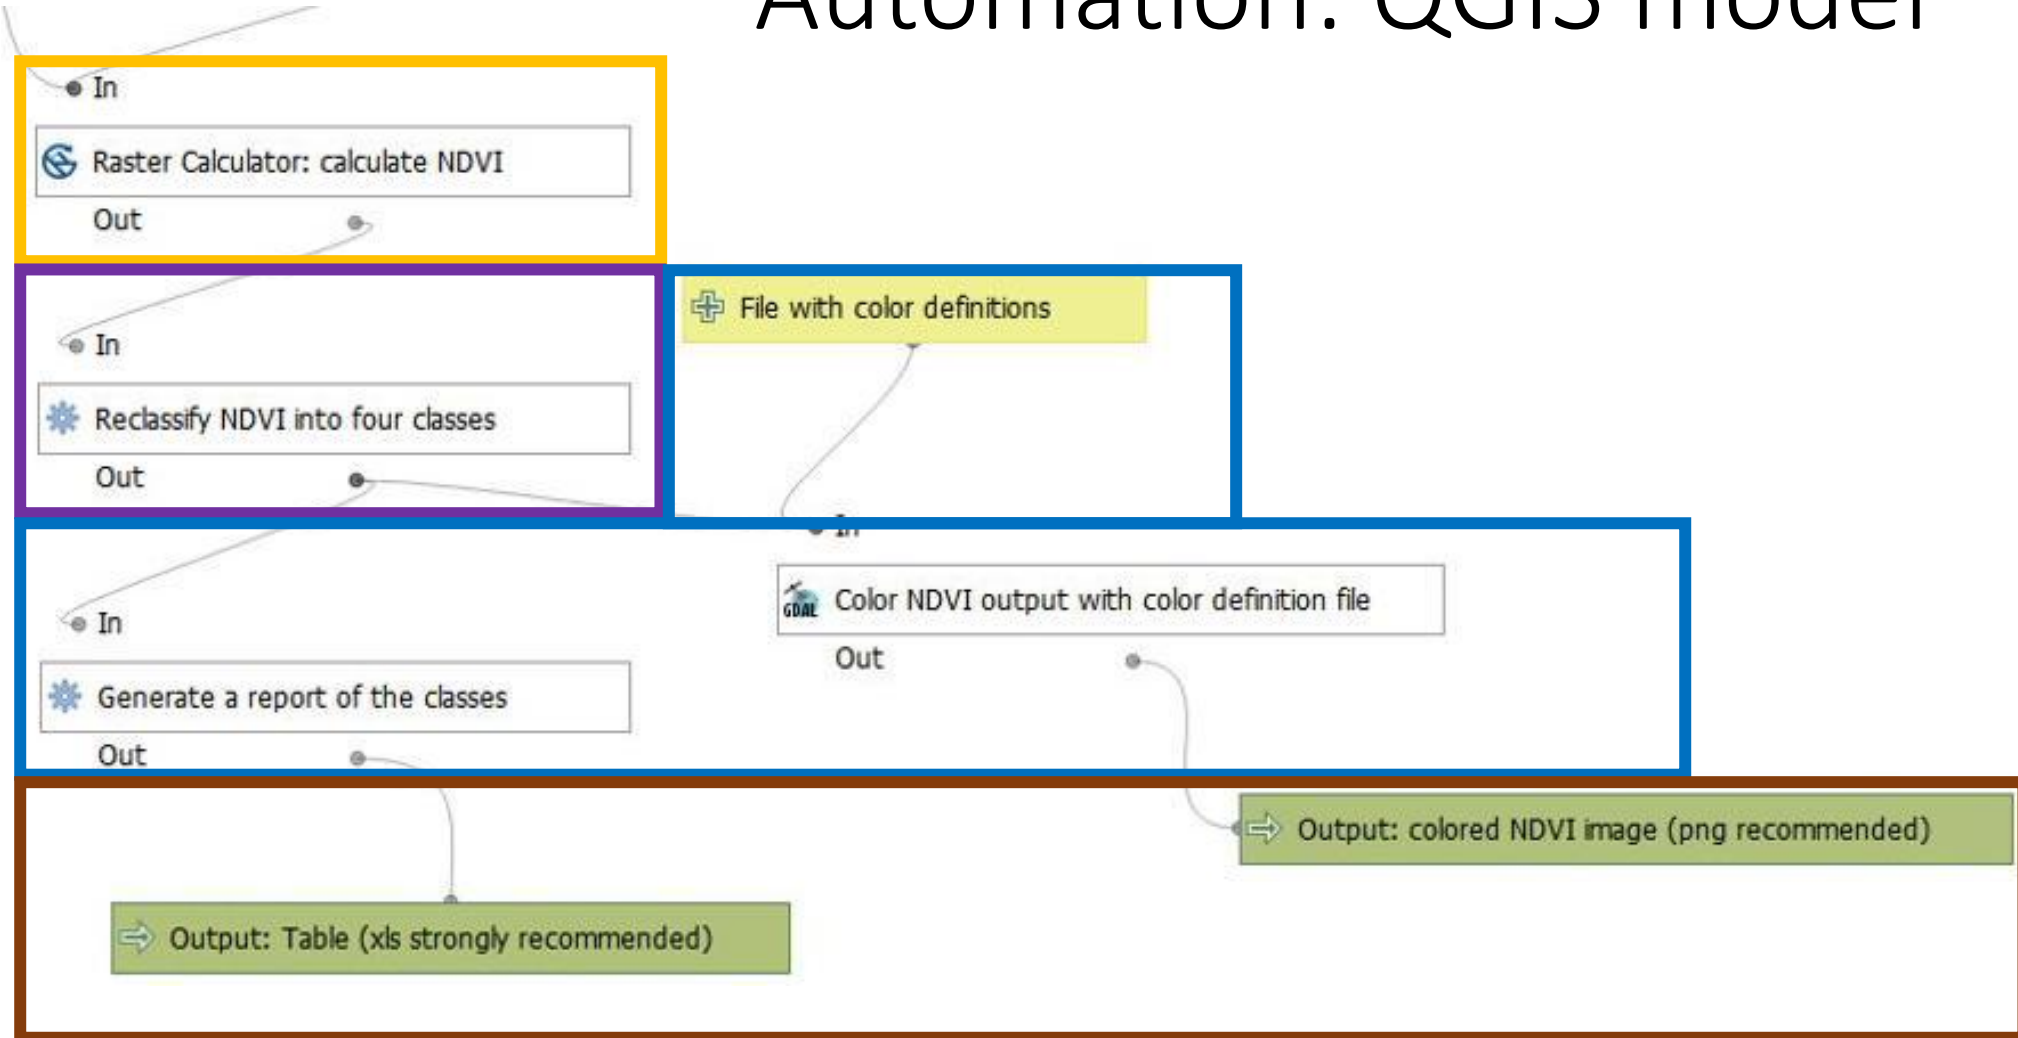 Automation: QGIS model
In
Raster Calculator: calculate NDVI
Out
File with color definitions
In
Reclassify NDVI into four classes
Out
In
GDAL Color NDVI output with color definition file
Out
In
Generate a report of the classes
Out
Output: colored NDVI image (png recommended)
Output: Table (xls strongly recommended)